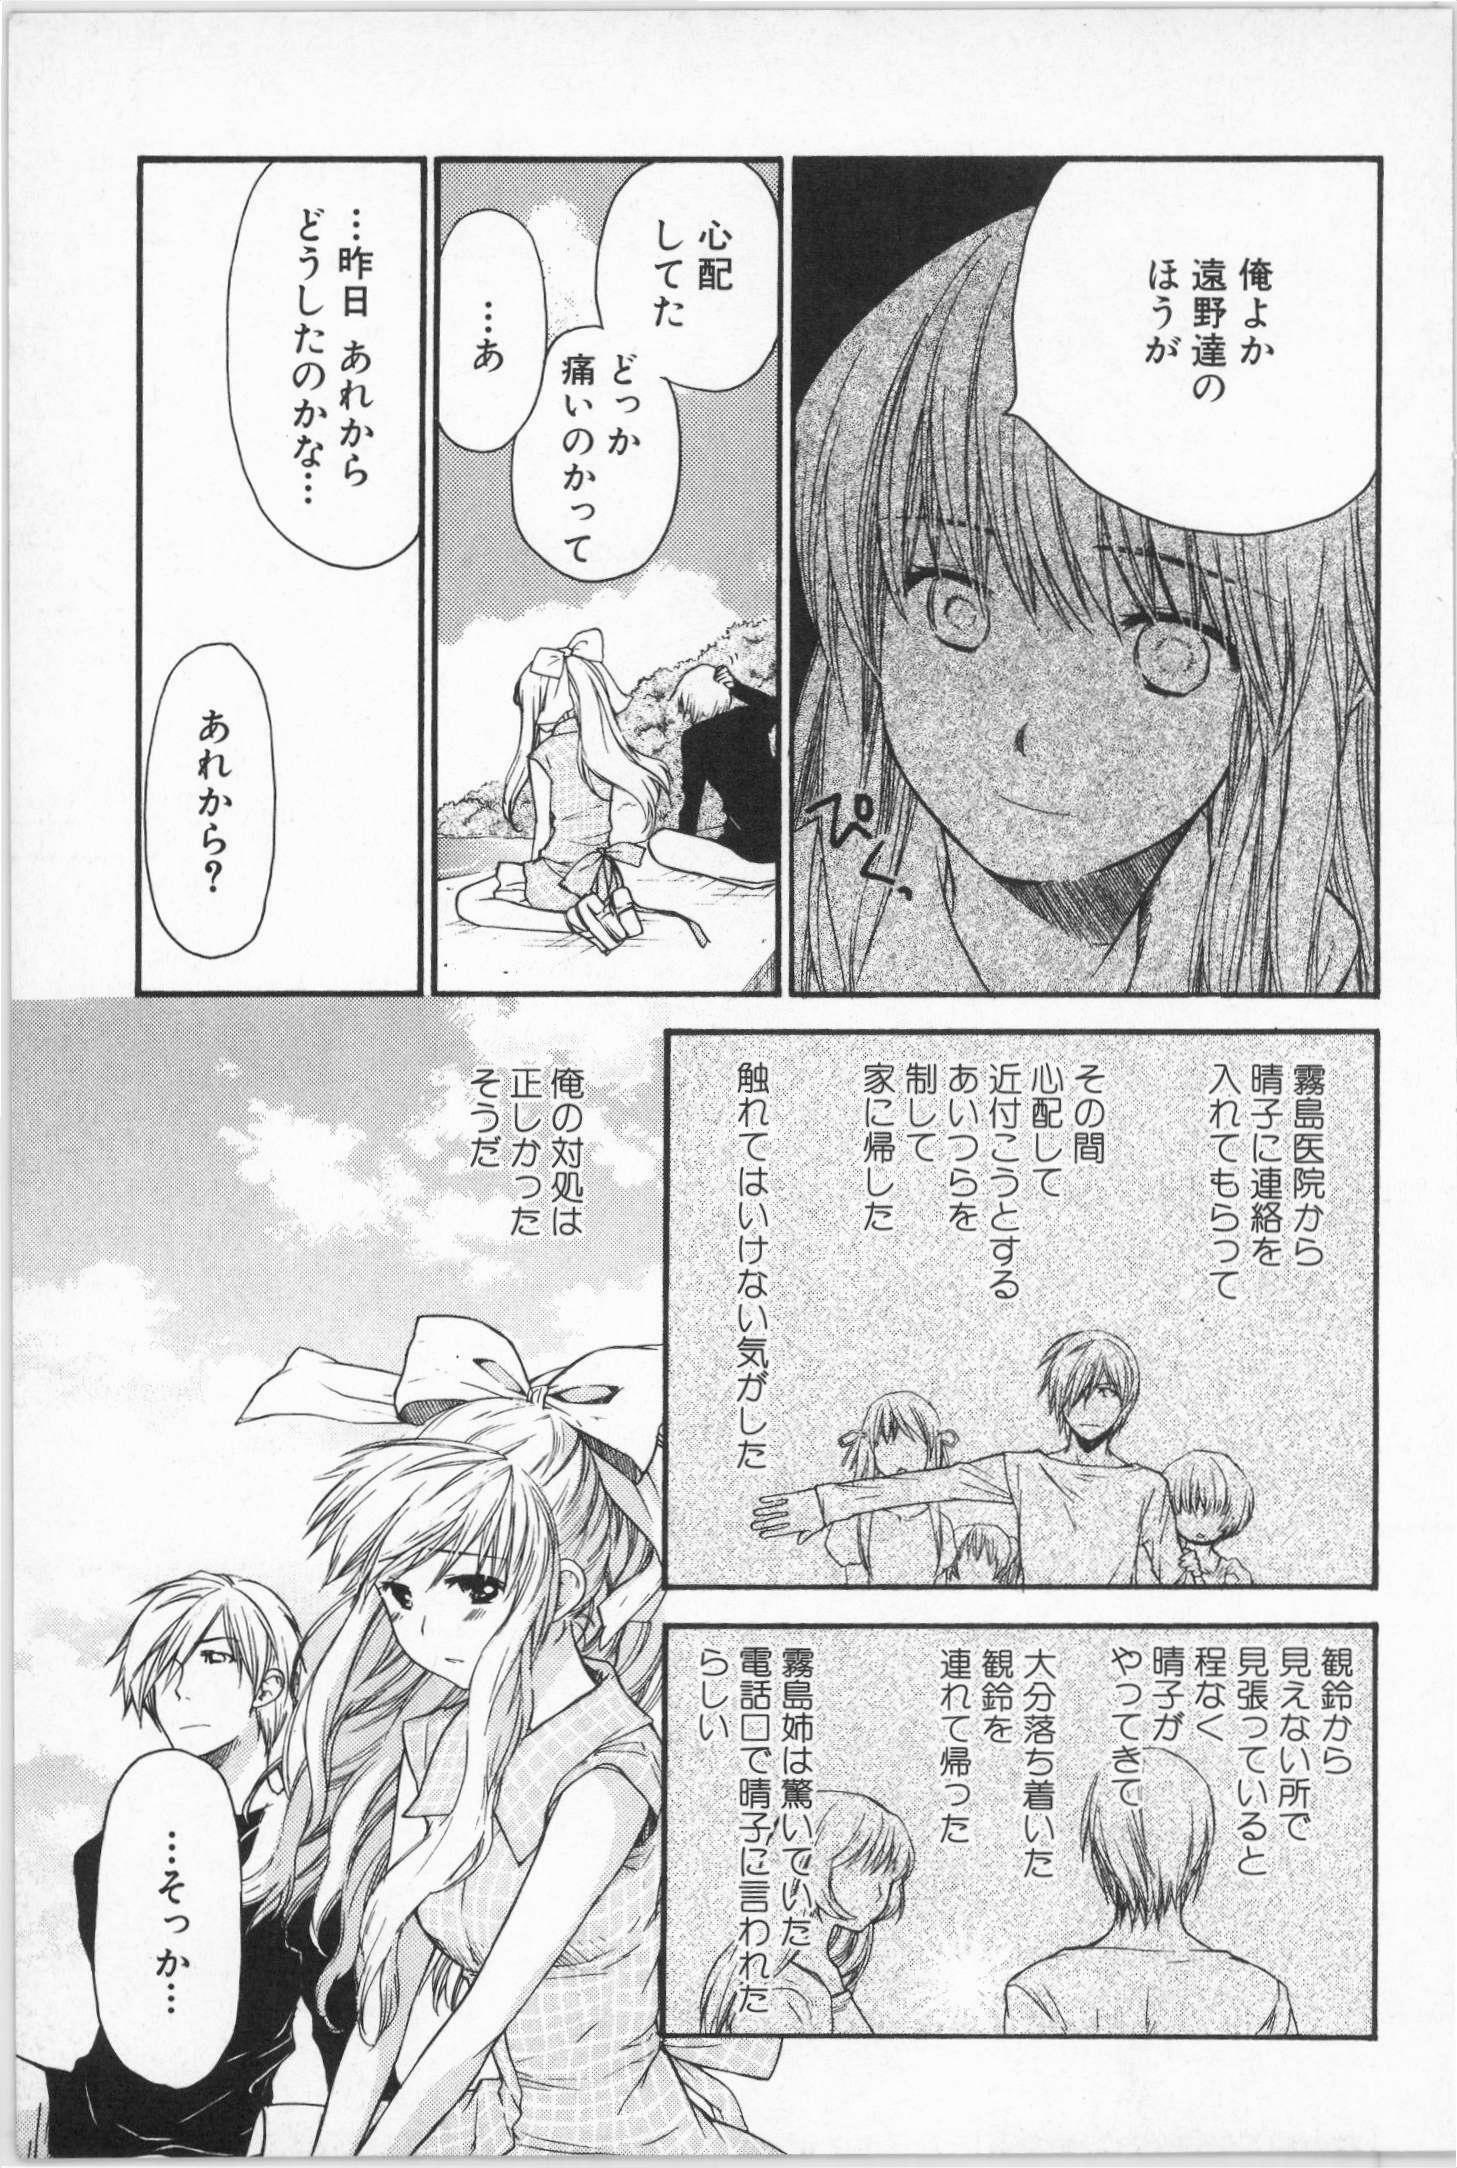 俺よか
遠野達の
ほうが
ぴく、
心配
してた
どっか
痛いのかって
…あ
…昨日 あれから
どうしたのかな…
あれから？
霧島医院から
晴子に連絡を
入れてもらって
その間
心配して
近付こうとする
あいつらを
制して
家に帰した
触れてはいけない気がした
観鈴から
見えない所で
見張っていると
程なく
晴子が
やってきて
大分落ち着いた
観鈴を
連れて帰った
霧島姉は驚いていた
電話口で晴子に言われた
らしい
俺の対処は
正しかった
そうだ
…そっか…